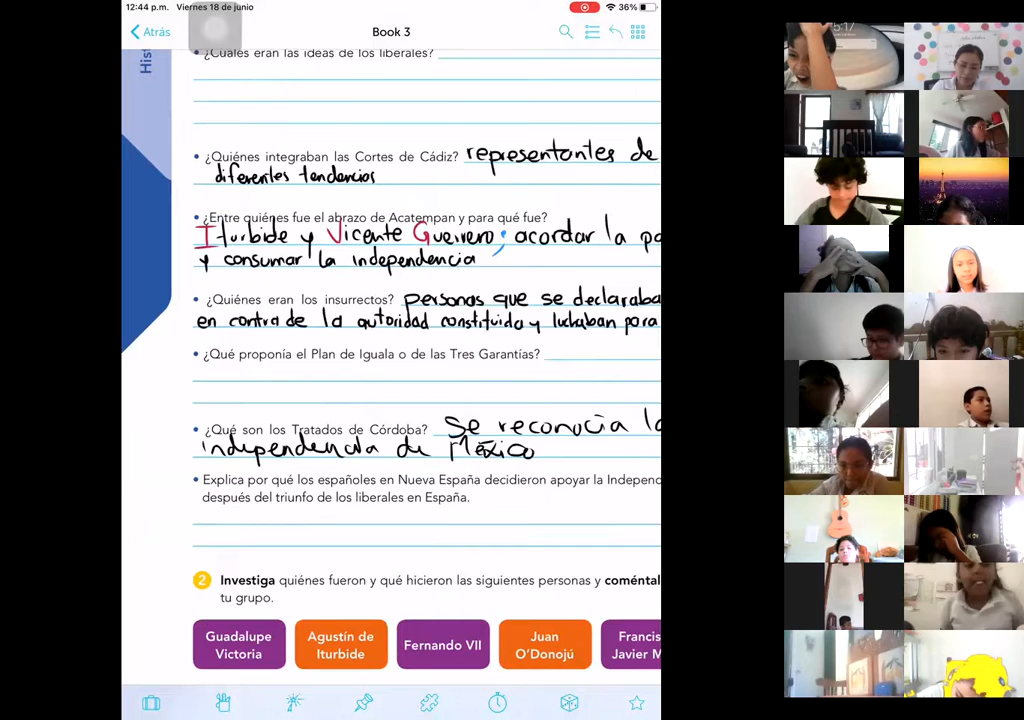 12:44 p.m. Viernes 18 de junio
36%
Atrás
Book 3
His
• ¿Cuáles eran las ideas de los liberales?
• ¿Quiénes integraban las Cortes de Cádiz? representantes de
diferentes tendencias
• ¿Entre quiénes fue el abrazo de Acatempan y para qué fue?
Iturbide y Vicente Guerrero; acordar la pa
y consumar la independencia
• ¿Quiénes eran los insurrectos? personas que se declaraba
en contra de la autoridad constituida y luchaban para
• ¿Qué proponía el Plan de Iguala o de las Tres Garantías?
• ¿Qué son los Tratados de Córdoba? se reconocía la
independencia de México
• Explica por qué los españoles en Nueva España decidieron apoyar la Independ
después del triunfo de los liberales en España.
2 Investiga quiénes fueron y qué hicieron las siguientes personas y coméntal
tu grupo.
Guadalupe
Victoria
Agustín de
Iturbide
Fernando VII
Juan
O'Donojú
Francis
Javier M
5:17